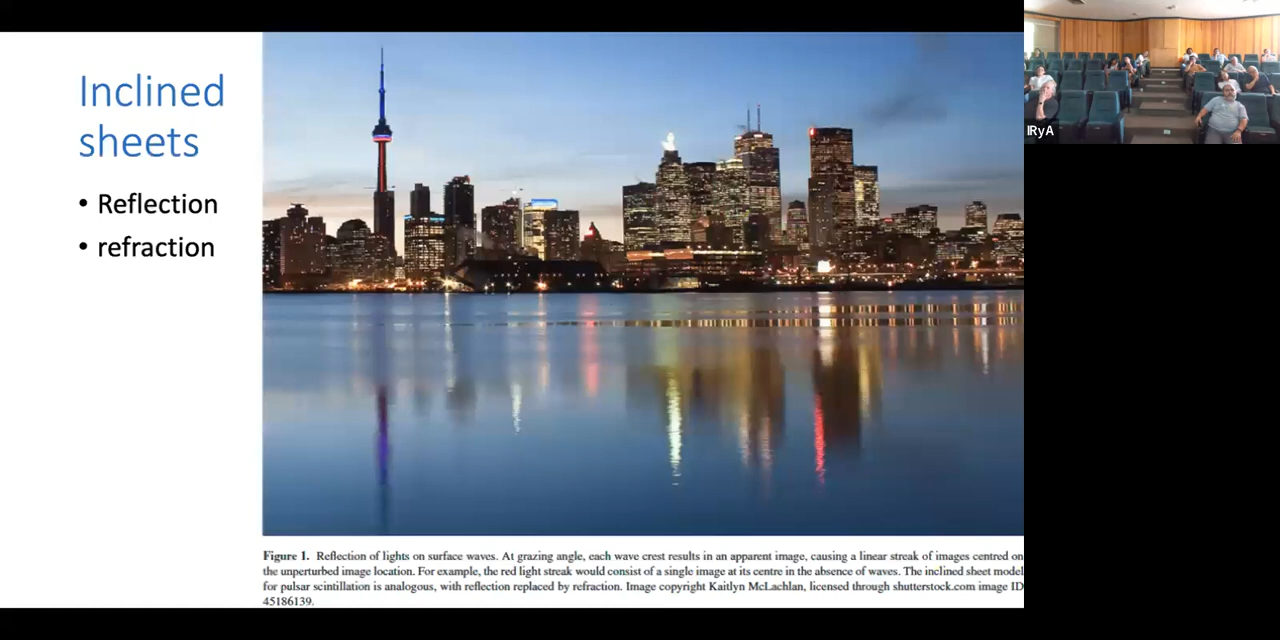 Inclined
sheets
• Reflection
• refraction
Figure 1. Reflection of lights on surface waves. At grazing angle, each wave crest results in an apparent image, causing a linear streak of images centred on
the unperturbed image location. For example, the red light streak would consist of a single image at its centre in the absence of waves. The inclined sheet model
for pulsar scintillation is analogous, with reflection replaced by refraction. Image copyright Kaitlyn McLachlan, licensed through shutterstock.com image ID
45186139.
IRyA